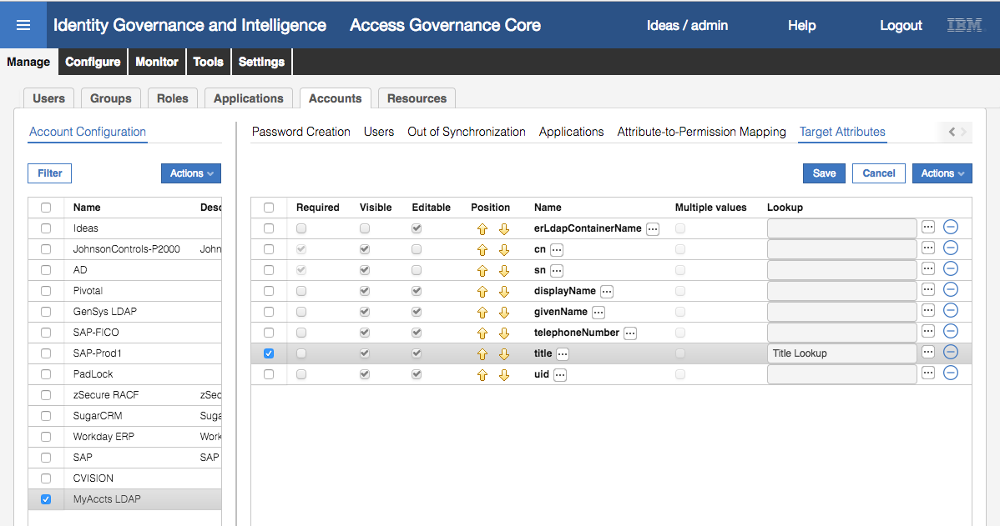 Identity Governance and Intelligence Access Governance Core Ideas / admin Help Logout IBM
Manage Configure Monitor Tools Settings
Users Groups Roles Applications Accounts Resources
Account Configuration
Filter Actions
Name Desc
Ideas
JohnsonControls-P2000 John
AD
Pivotal
GenSys LDAP
SAP-FICO
SAP-Prod1
PadLock
zSecure RACF zSec
SugarCRM Suga
Workday ERP Work
SAP SAP
CVISION
MyAccts LDAP
Password Creation Users Out of Synchronization Applications Attribute-to-Permission Mapping Target Attributes
Save Cancel Actions
Required Visible Editable Position Name Multiple values Lookup
erLdapContainerName ...
cn ...
sn ...
displayName ...
givenName ...
telephoneNumber ...
title ... Title Lookup ...
uid ...